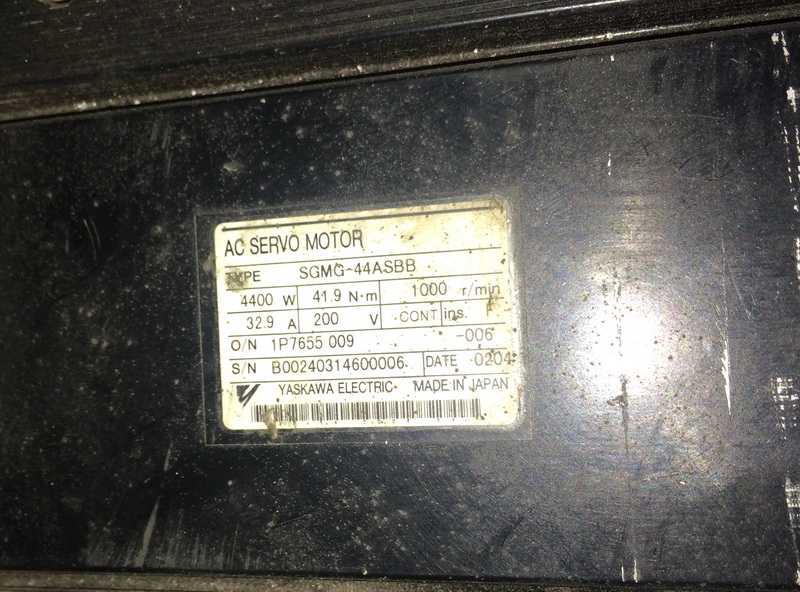 AC SERVO MOTOR
TYPE SGMG-44ASBB
4400 W 41.9 N·m 1000 r/min
32.9 A 200 V CONT ins. F
O/N 1P7655 009 -006
S/N B00240314600006 DATE 0204
YASKAWA ELECTRIC MADE IN JAPAN